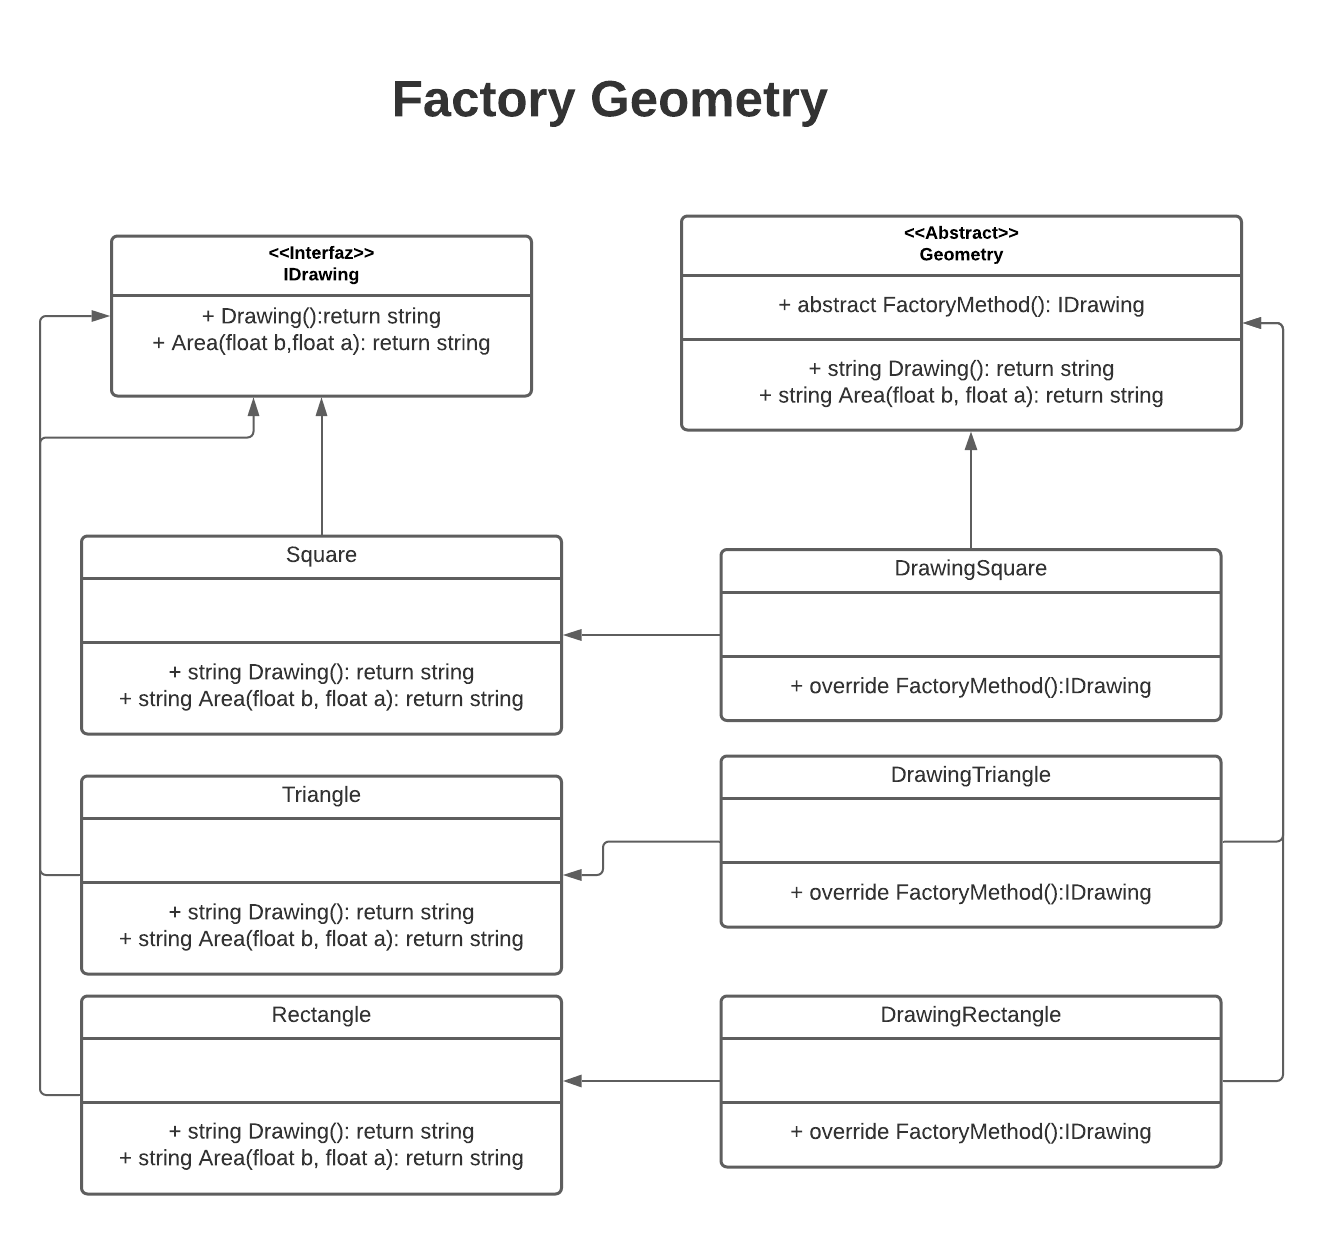 Factory Geometry
<<Interfaz>>
IDrawing
+ Drawing():return string
+ Area(float b,float a): return string
<<Abstract>>
Geometry
+ abstract FactoryMethod(): IDrawing
+ string Drawing(): return string
+ string Area(float b, float a): return string
Square
+ string Drawing(): return string
+ string Area(float b, float a): return string
DrawingSquare
+ override FactoryMethod():IDrawing
Triangle
+ string Drawing(): return string
+ string Area(float b, float a): return string
DrawingTriangle
+ override FactoryMethod():IDrawing
Rectangle
+ string Drawing(): return string
+ string Area(float b, float a): return string
DrawingRectangle
+ override FactoryMethod():IDrawing